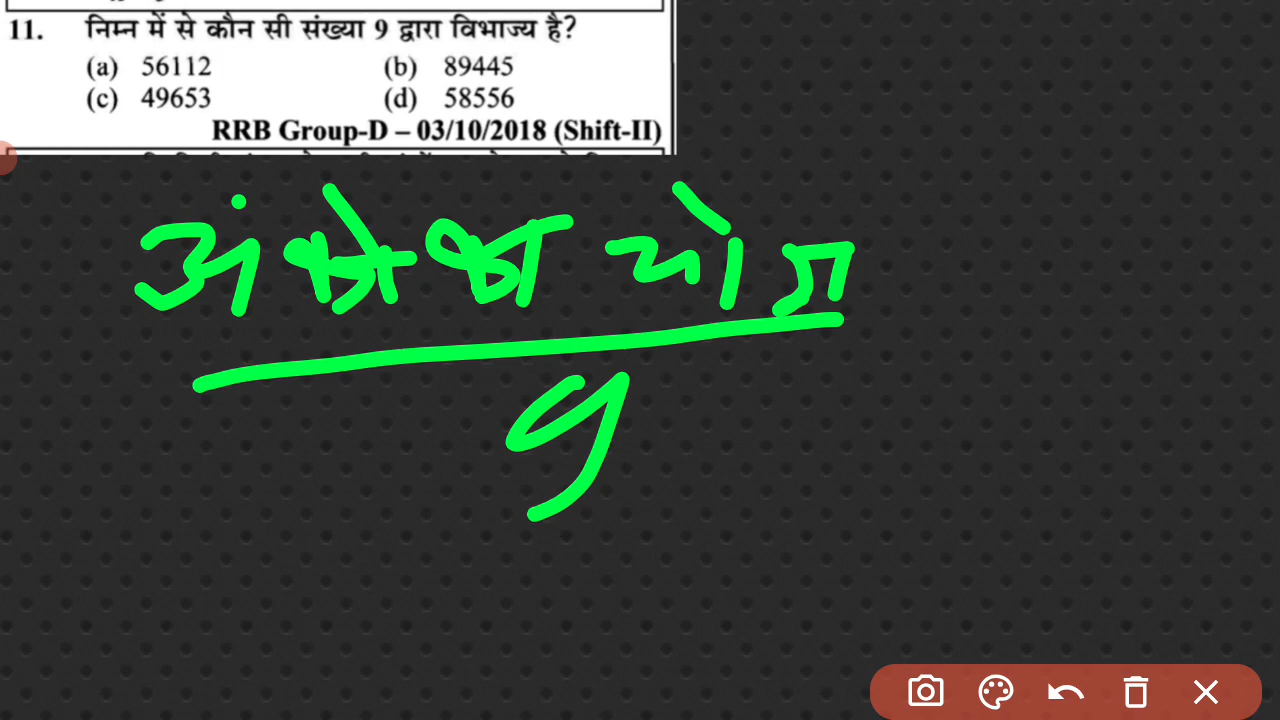 11. निम्न में से कौन सी संख्या 9 द्वारा विभाज्य है?
(a) 56112 (b) 89445
(c) 49653 (d) 58556
RRB Group-D – 03/10/2018 (Shift-II)
अंको का योग
9